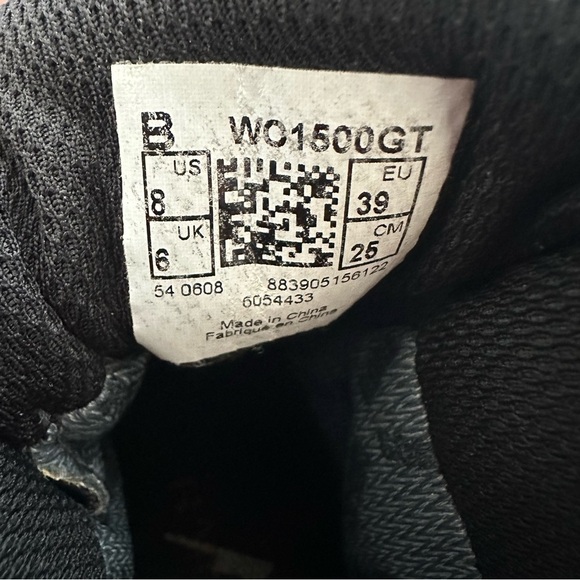 B WO1500GT
US EU
8 39
UK CM
6 25
54 0608 883905156122
6054433
Made in China
Fabriqué en Chine